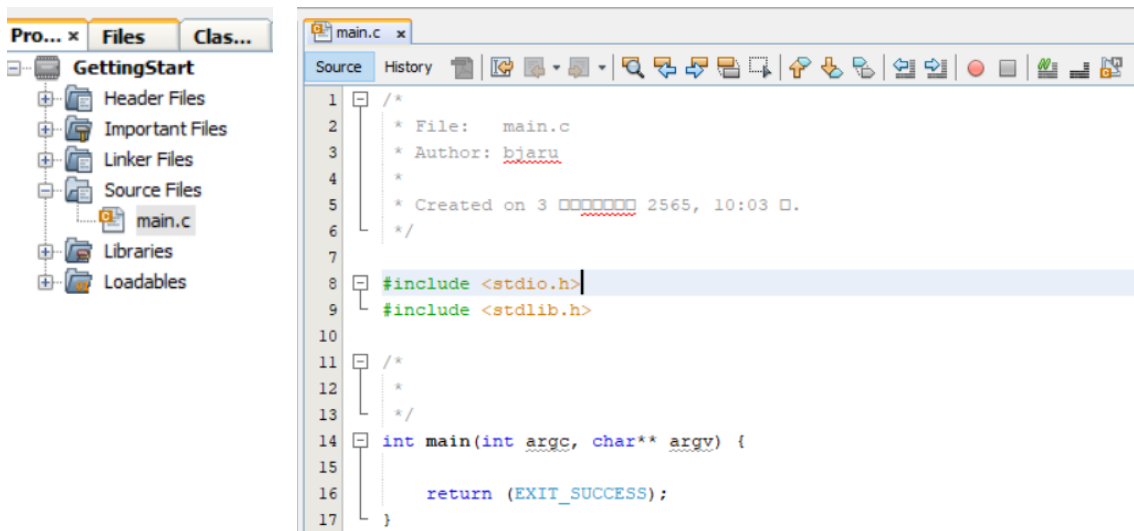 Pro...
Files
Clas...
GettingStart
Header Files
Important Files
Linker Files
Source Files
main.c
Libraries
Loadables
main.c
Source History
1 /*
2 * File: main.c
3 * Author: bjaru
4 *
5 * Created on 3 □□□□□□□ 2565, 10:03 □.
6 */
7
8 #include <stdio.h>
9 #include <stdlib.h>
10
11 /*
12 *
13 */
14 int main(int argc, char** argv) {
15
16 return (EXIT_SUCCESS);
17 }